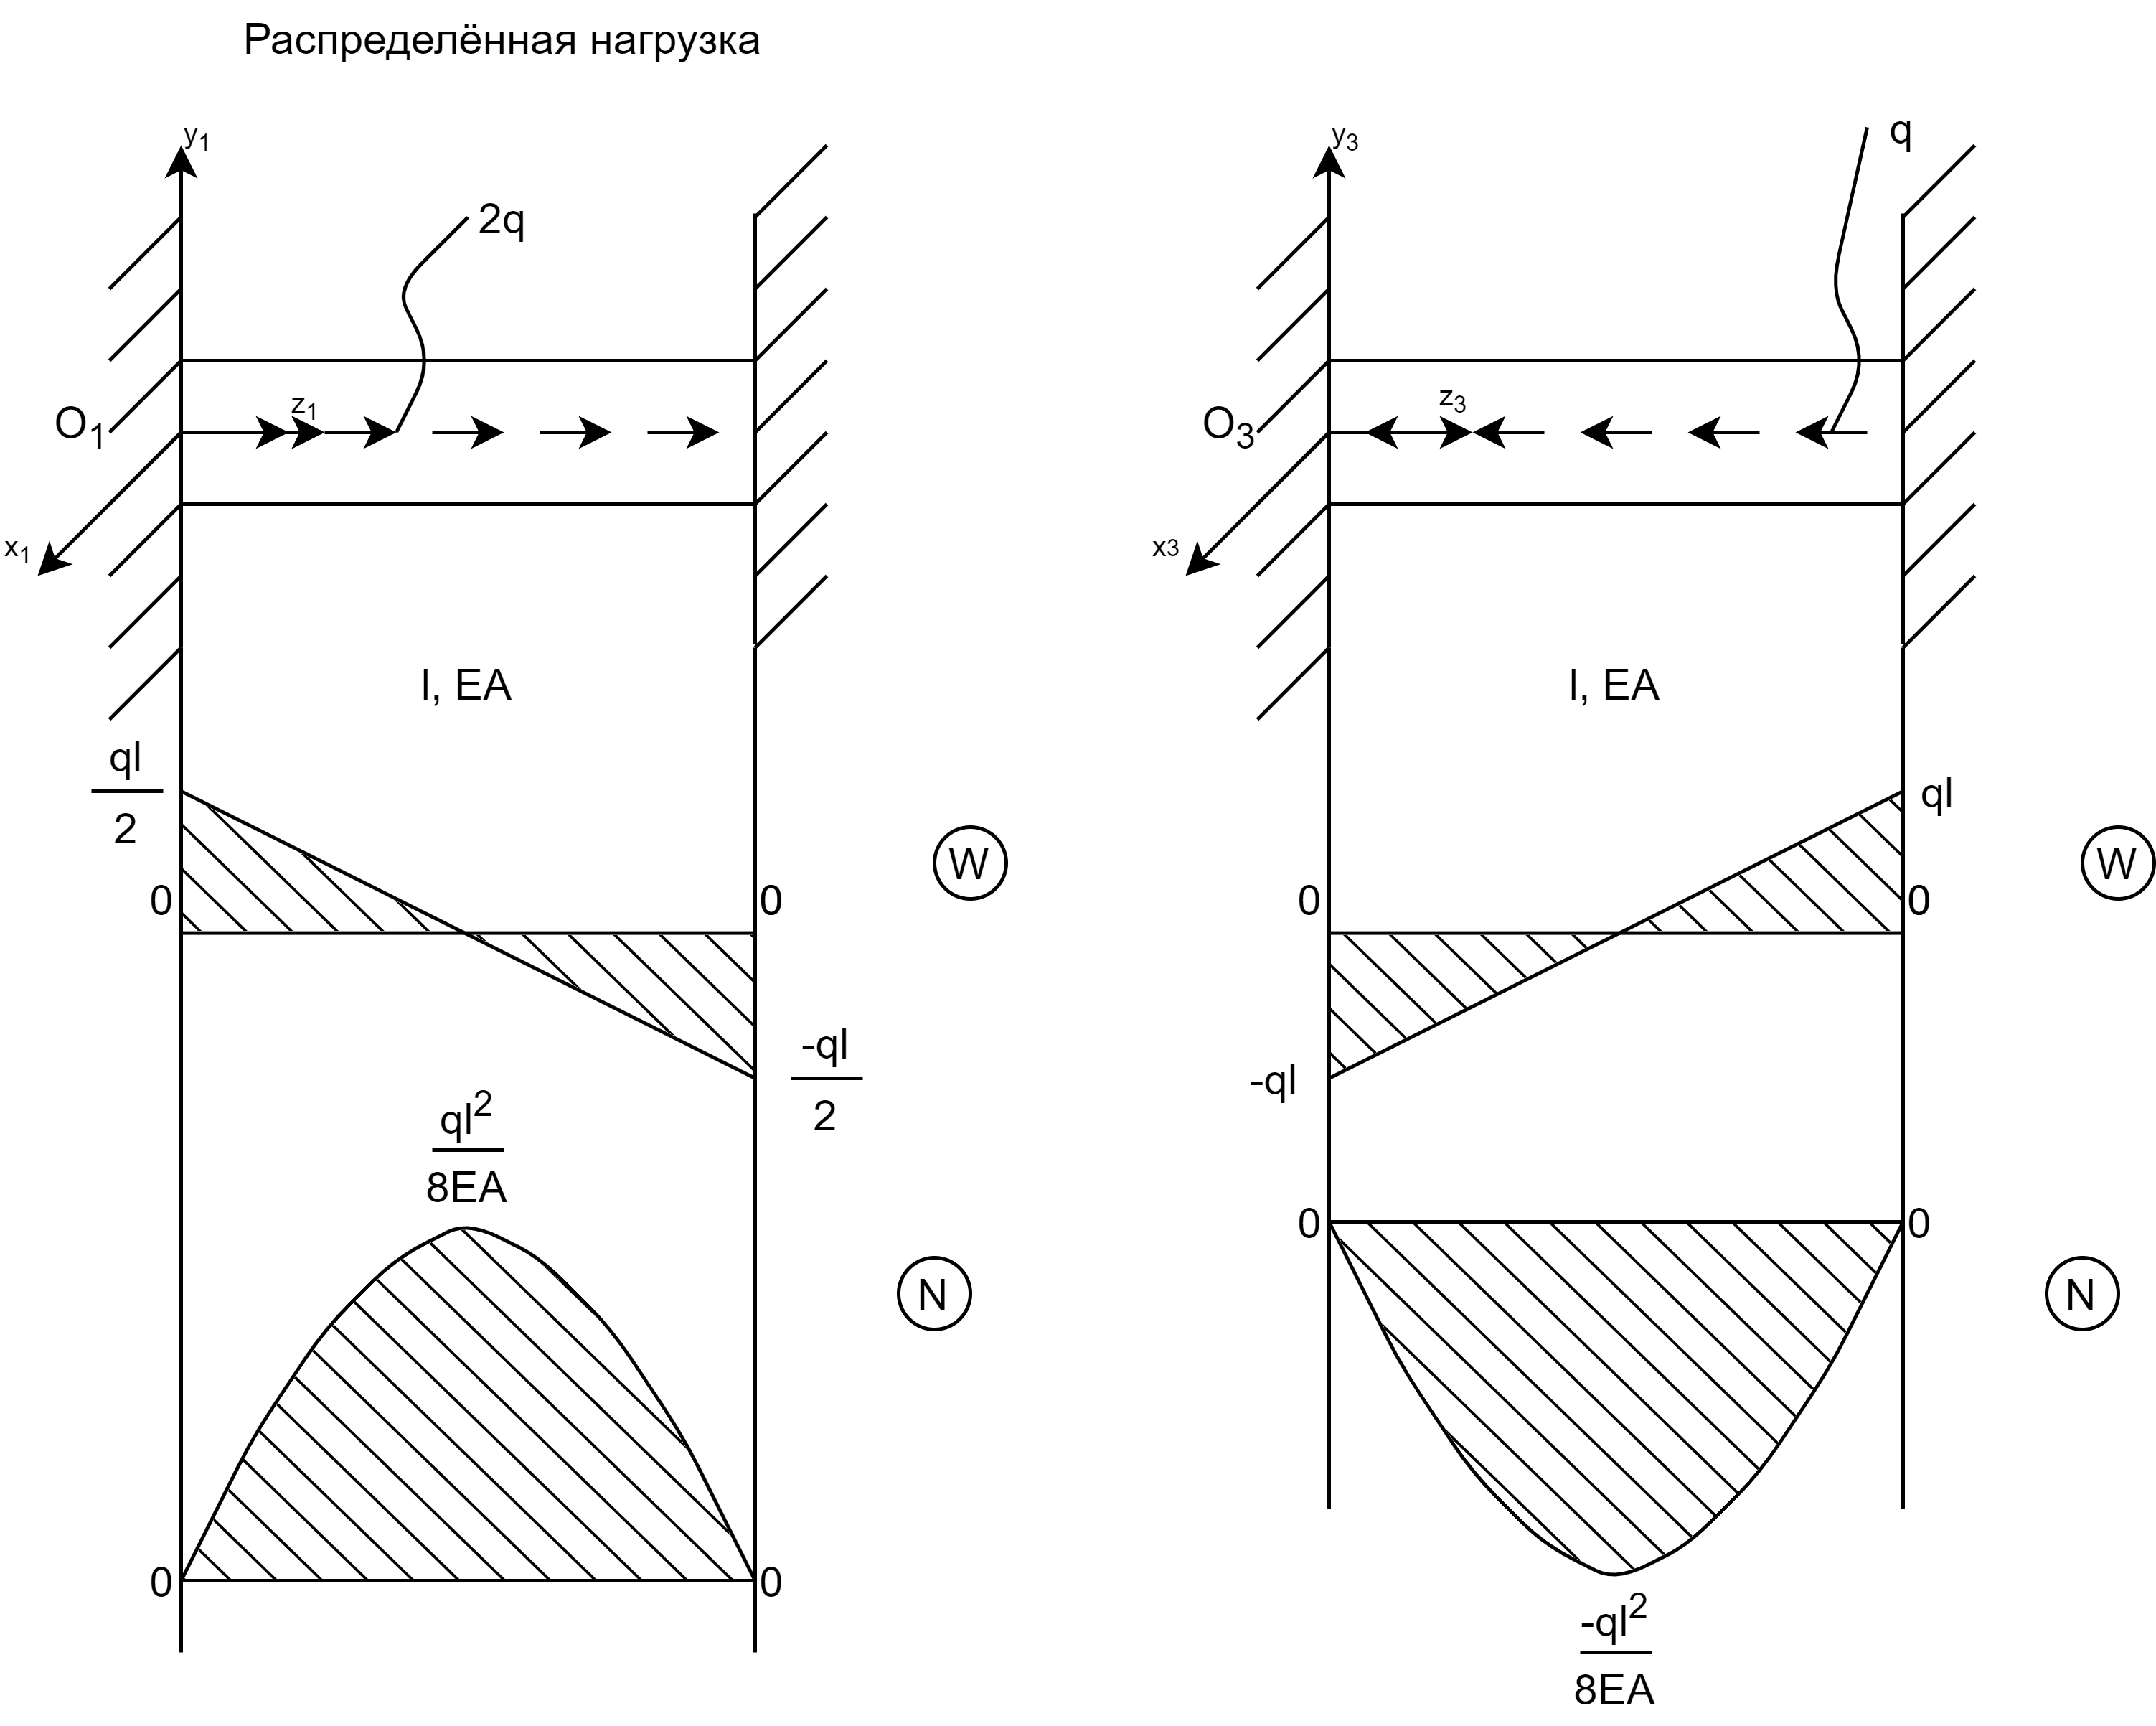 Распределённая нагрузка
y1
2q
O1
z1
x1
l, EA
ql
2
0
0
W
-ql
2
ql2
8EA
N
0
0
y3
q
O3
z3
x3
l, EA
ql
0
0
W
-ql
0
0
N
-ql2
8EA